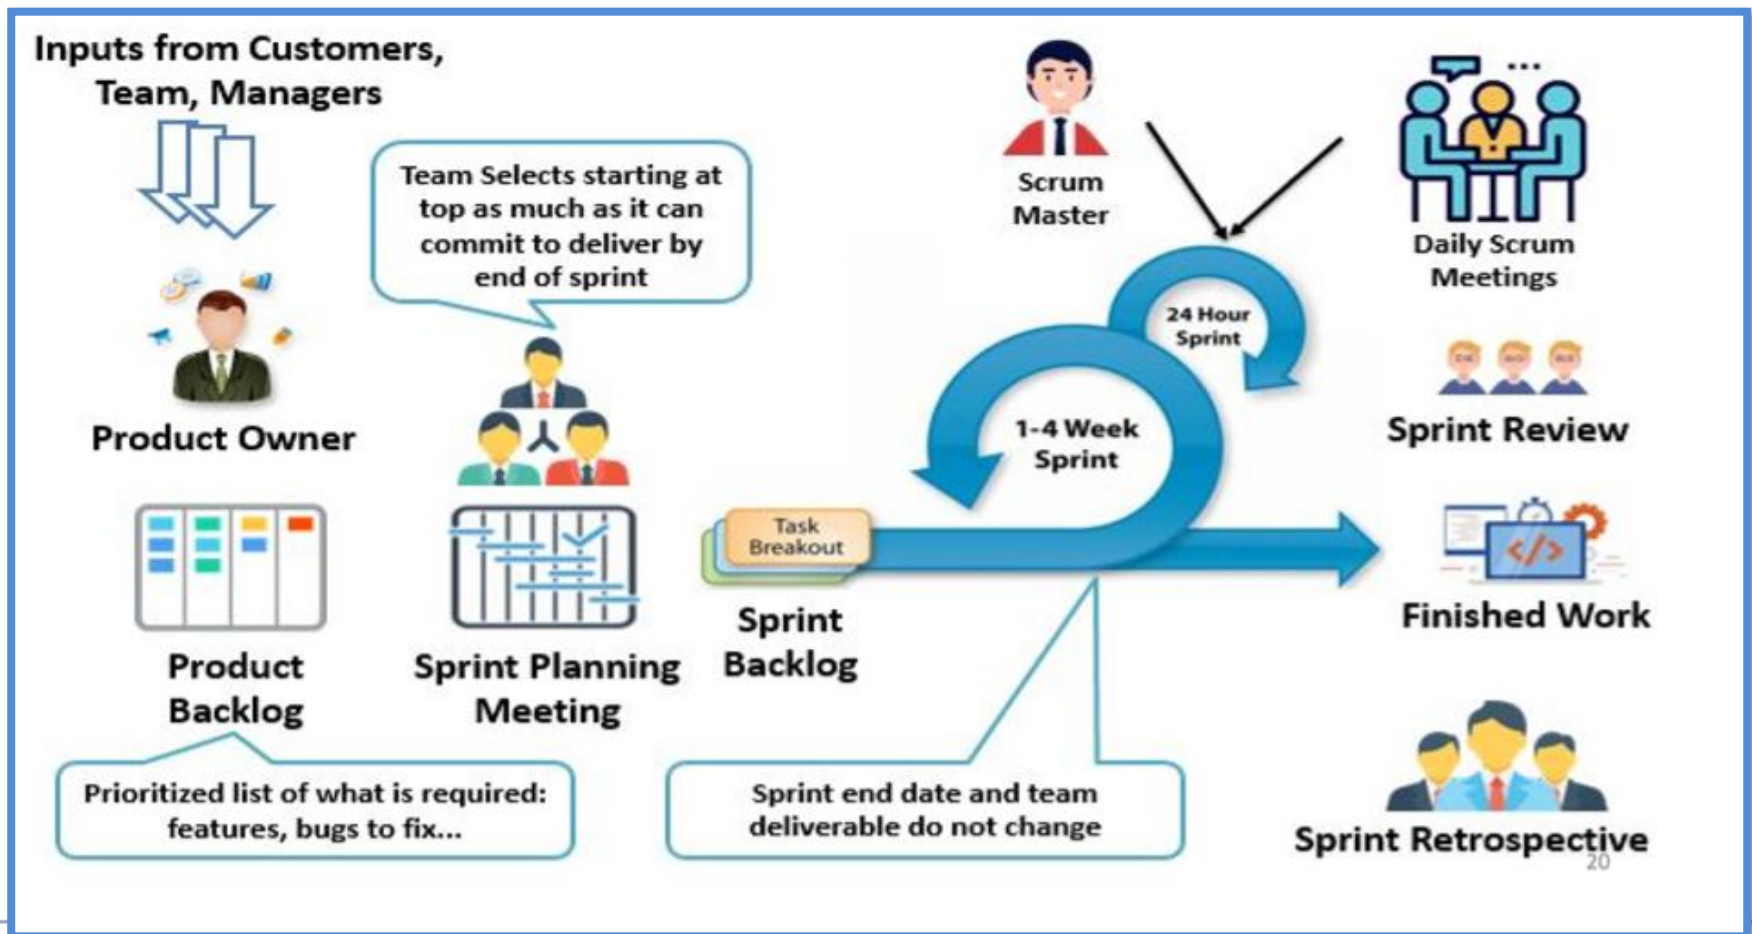 Inputs from Customers,
Team, Managers
Product Owner
Product
Backlog
Prioritized list of what is required:
features, bugs to fix...
Team Selects starting at
top as much as it can
commit to deliver by
end of sprint
Sprint Planning
Meeting
Task
Breakout
Sprint
Backlog
Scrum
Master
24 Hour
Sprint
1-4 Week
Sprint
Sprint end date and team
deliverable do not change
...
Daily Scrum
Meetings
Sprint Review
</>
Finished Work
Sprint Retrospective
20